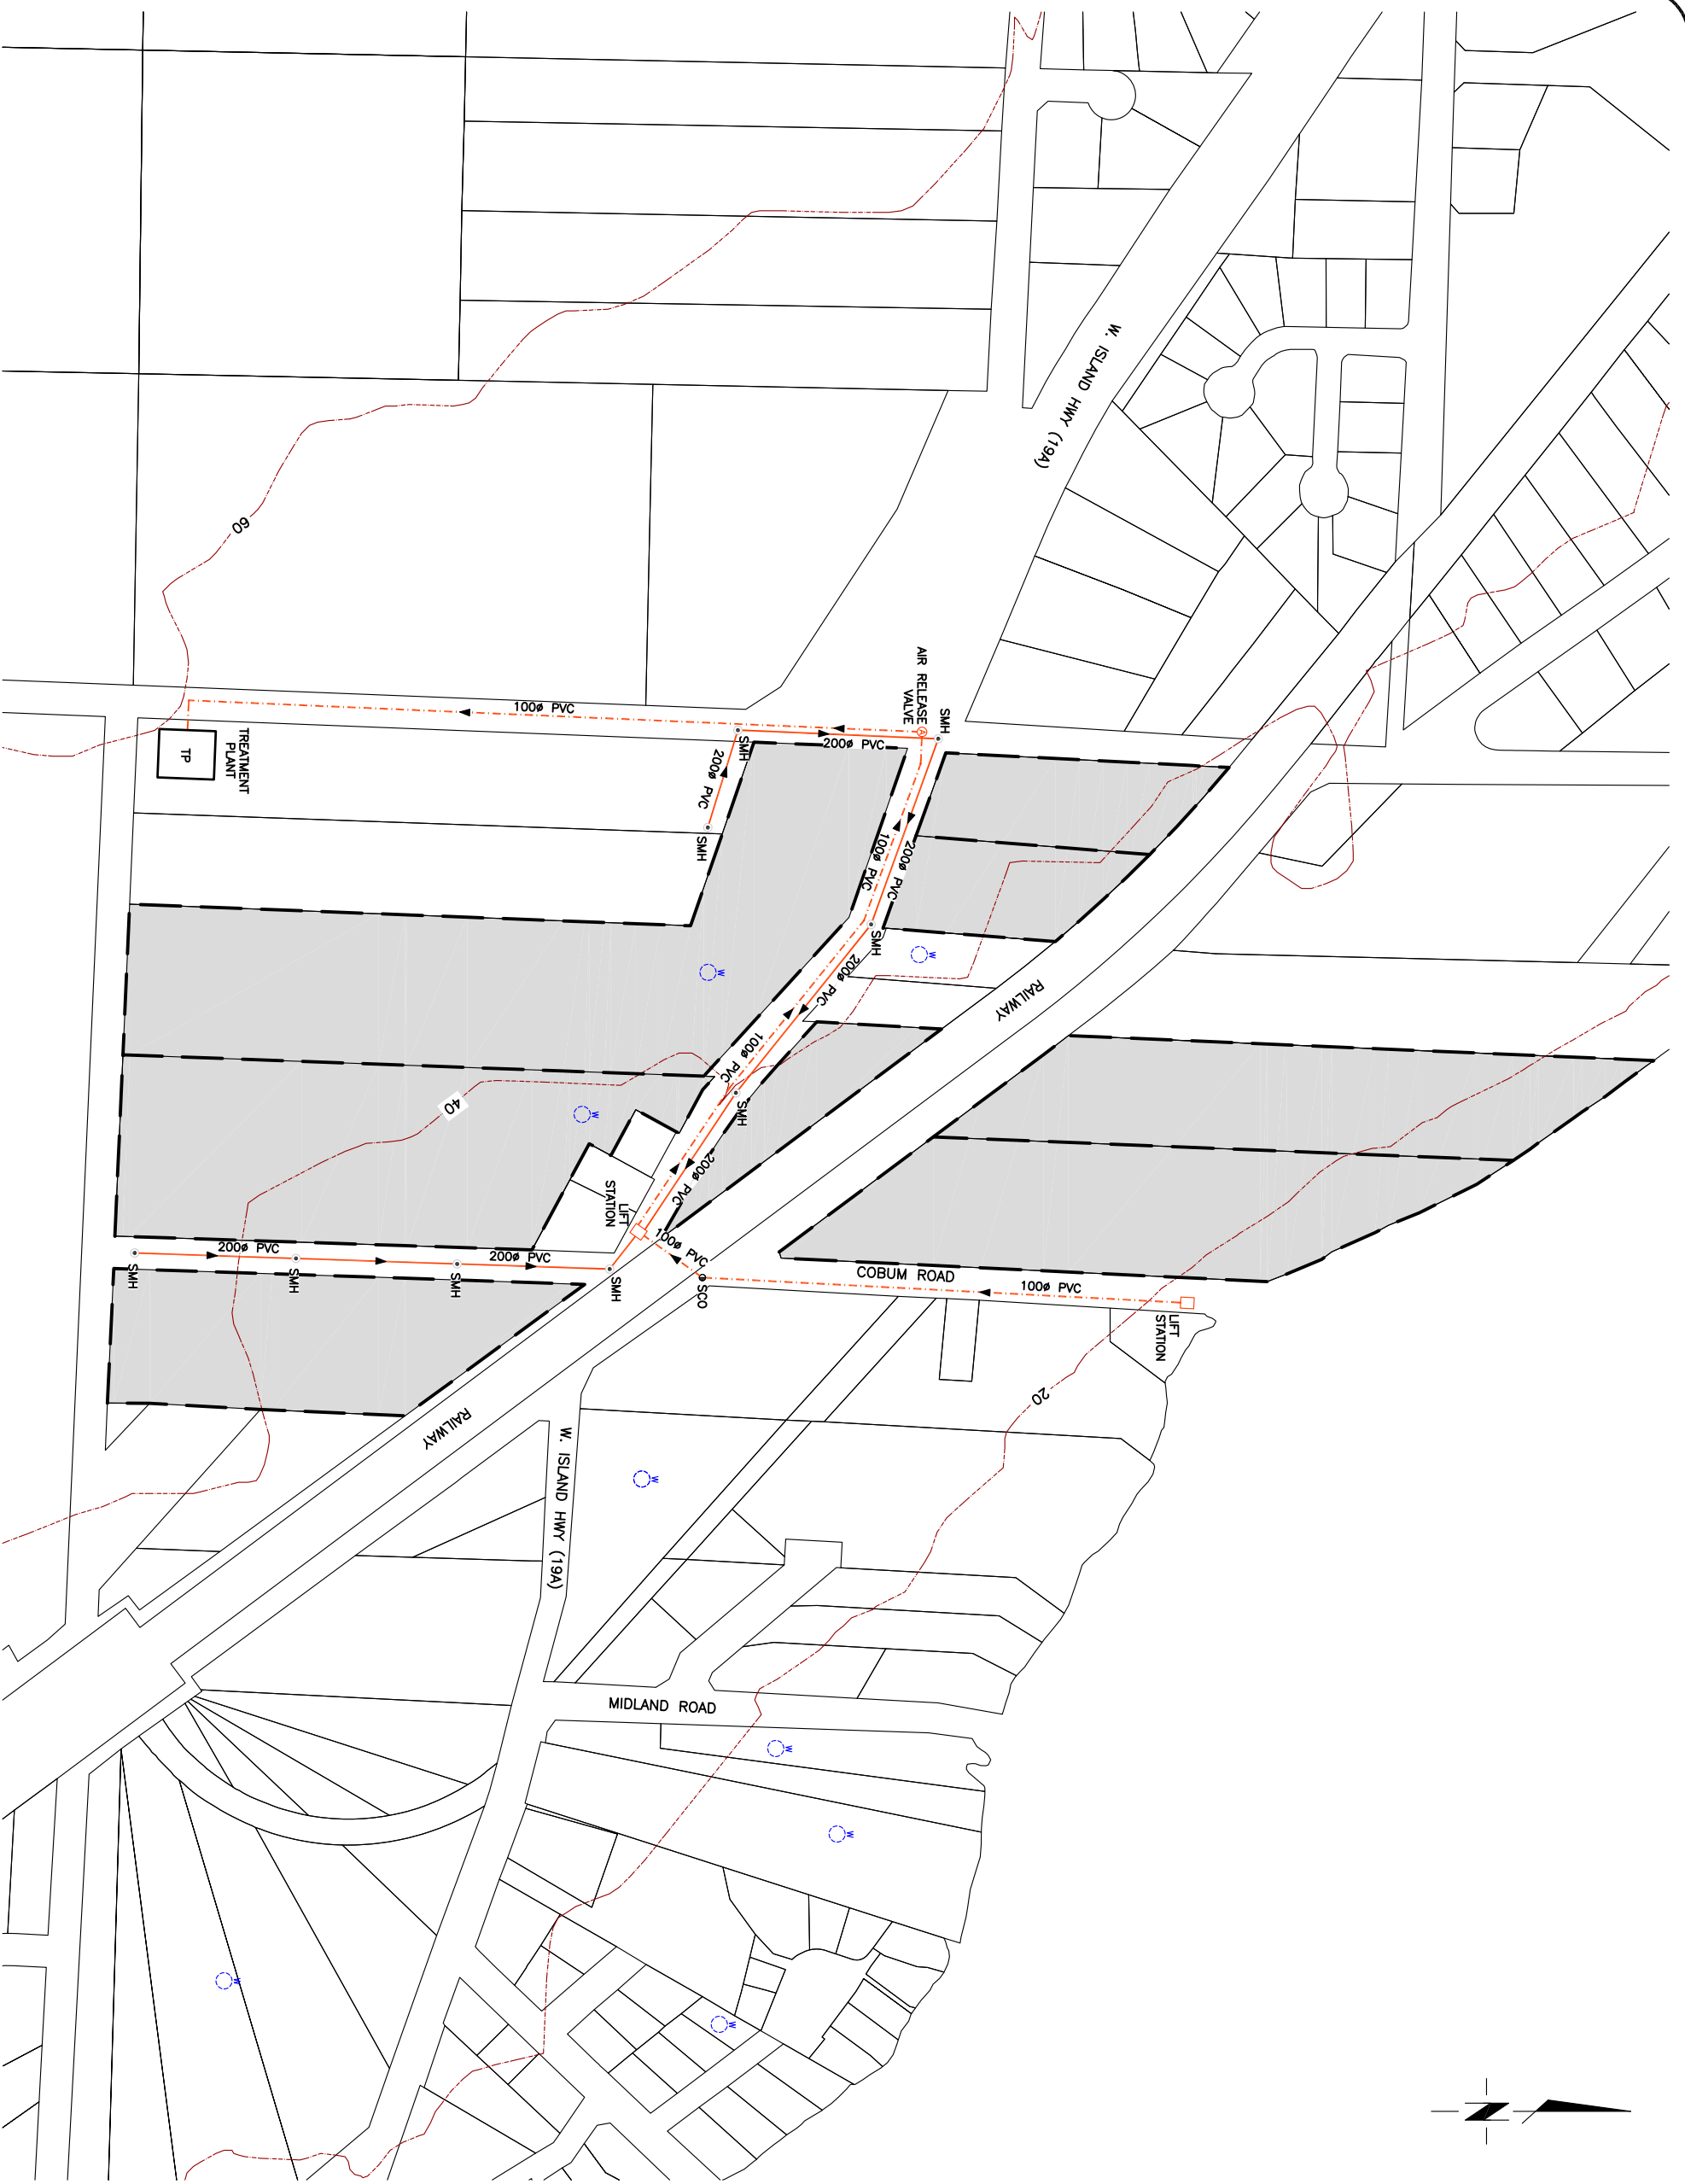 W. ISLAND HWY (19A)
60
AIR RELEASE
VALVE
SMH
100ø PVC
200ø PVC
SMH
200ø PVC
SMH
TREATMENT
PLANT
TP
200ø PVC
100ø PVC
SMH
W
W
200ø PVC
RAILWAY
100ø PVC
SMH
40
W
200ø PVC
LIFT
STATION
100ø PVC
200ø PVC
200ø PVC
SMH
SMH
SMH
SMH
SCO
COBUM ROAD
100ø PVC
LIFT
STATION
20
RAILWAY
W. ISLAND HWY (19A)
W
MIDLAND ROAD
W
W
W
W
N